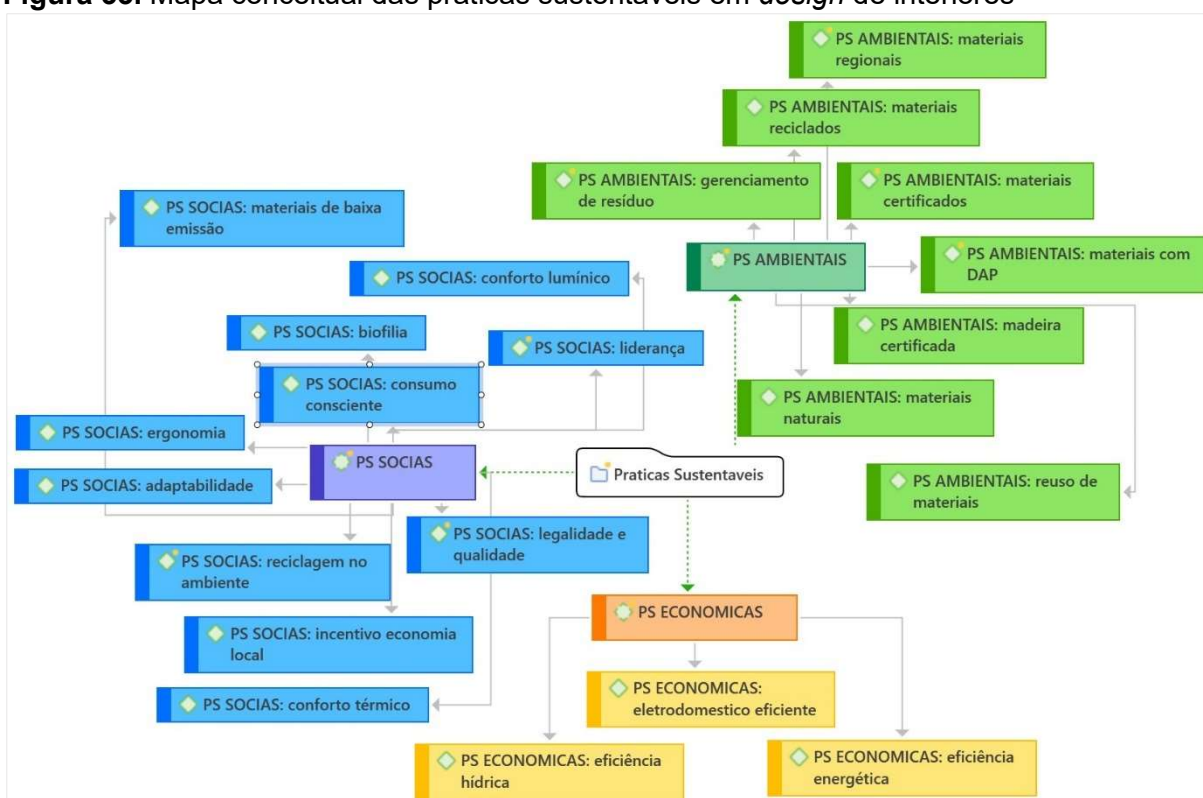 Mapa conceitual das práticas sustentáveis em design de interiores
PS AMBIENTAIS: materiais
regionais
PS AMBIENTAIS: materiais
reciclados
PS AMBIENTAIS: gerenciamento
de resíduo
PS AMBIENTAIS: materiais
certificados
PS AMBIENTAIS
PS AMBIENTAIS: materiais com
DAP
PS AMBIENTAIS: madeira
certificada
PS AMBIENTAIS: materiais
naturais
PS AMBIENTAIS: reuso de
materiais
PS SOCIAS: materiais de baixa
emissão
PS SOCIAS: conforto lumínico
PS SOCIAS: biofilia
PS SOCIAS: liderança
PS SOCIAS: consumo
consciente
PS SOCIAS: ergonomia
PS SOCIAS
PS SOCIAS: adaptabilidade
Praticas Sustentaveis
PS SOCIAS: legalidade e
qualidade
PS SOCIAS: reciclagem no
ambiente
PS SOCIAS: incentivo economia
local
PS SOCIAS: conforto térmico
PS ECONOMICAS
PS ECONOMICAS:
eletrodomestico eficiente
PS ECONOMICAS: eficiência
hídrica
PS ECONOMICAS: eficiência
energética